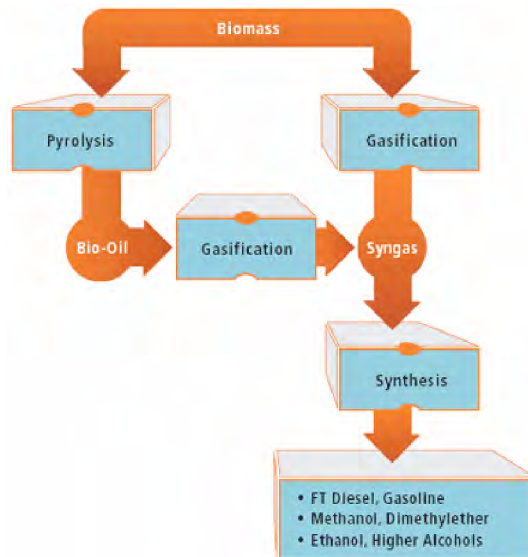 Biomass
Pyrolysis
Gasification
Bio-Oil
Gasification
Syngas
Synthesis
• FT Diesel, Gasoline
• Methanol, Dimethylether
• Ethanol, Higher Alcohols